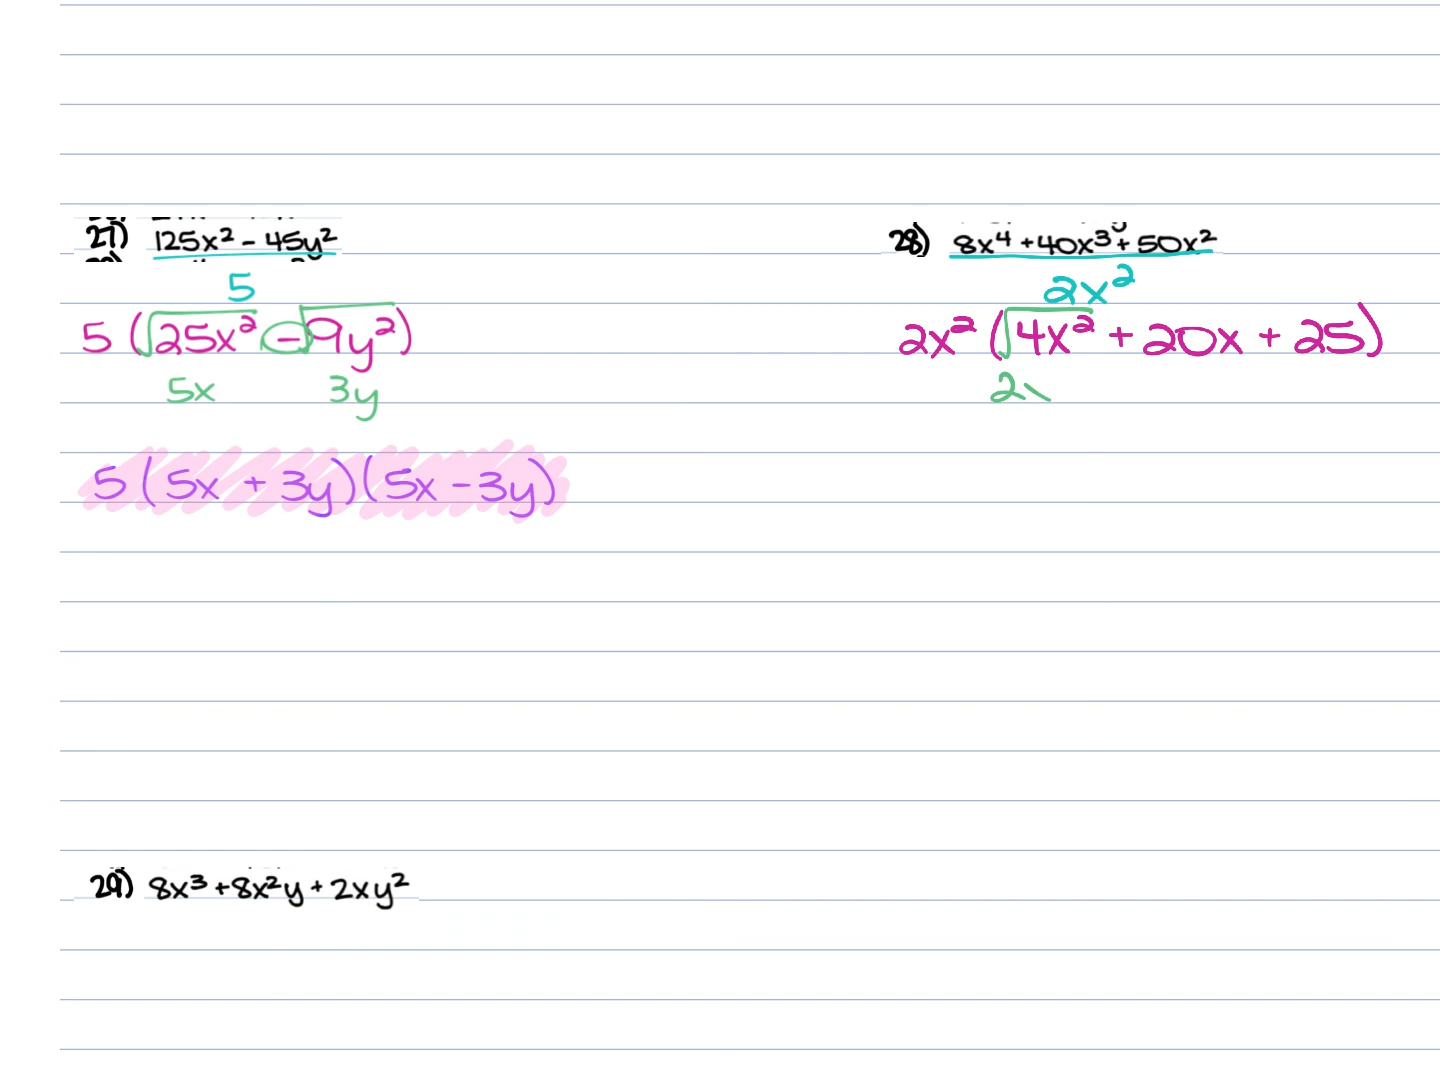 27) 125x² - 45y²
5
5 (√25x² - √9y²)
5x 3y
5 (5x + 3y)(5x - 3y)
28) 8x⁴ + 40x³ + 50x²
2x²
2x² (√4x² + 20x + 25)
29) 8x³ + 8x²y + 2xy²